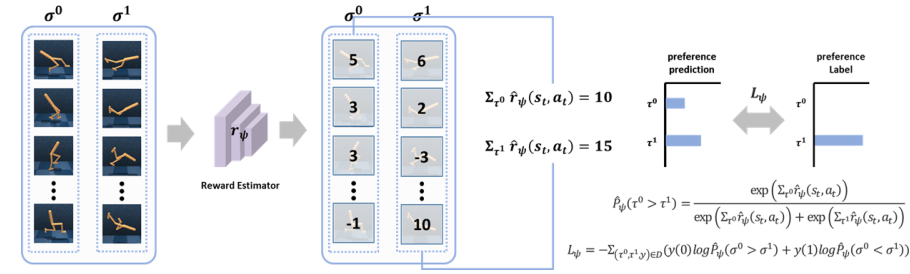 σ⁰ σ¹
σ⁰ σ¹
r_ψ
Reward Estimator
5 6
3 2
3 -3
-1 10
Σ_τ⁰ r̂_ψ(s_t, a_t) = 10
Σ_τ¹ r̂_ψ(s_t, a_t) = 15
preference
prediction
τ⁰
τ¹
L_ψ
preference
Label
τ⁰
τ¹
P̂_ψ(τ⁰ > τ¹) = exp(Σ_τ⁰ r̂_ψ(s_t, a_t)) / (exp(Σ_τ⁰ r̂_ψ(s_t, a_t)) + exp(Σ_τ¹ r̂_ψ(s_t, a_t)))
L_ψ = −Σ_(τ⁰,τ¹,y)∈D (y(0)logP̂_ψ(σ⁰ > σ¹) + y(1)logP̂_ψ(σ⁰ < σ¹))